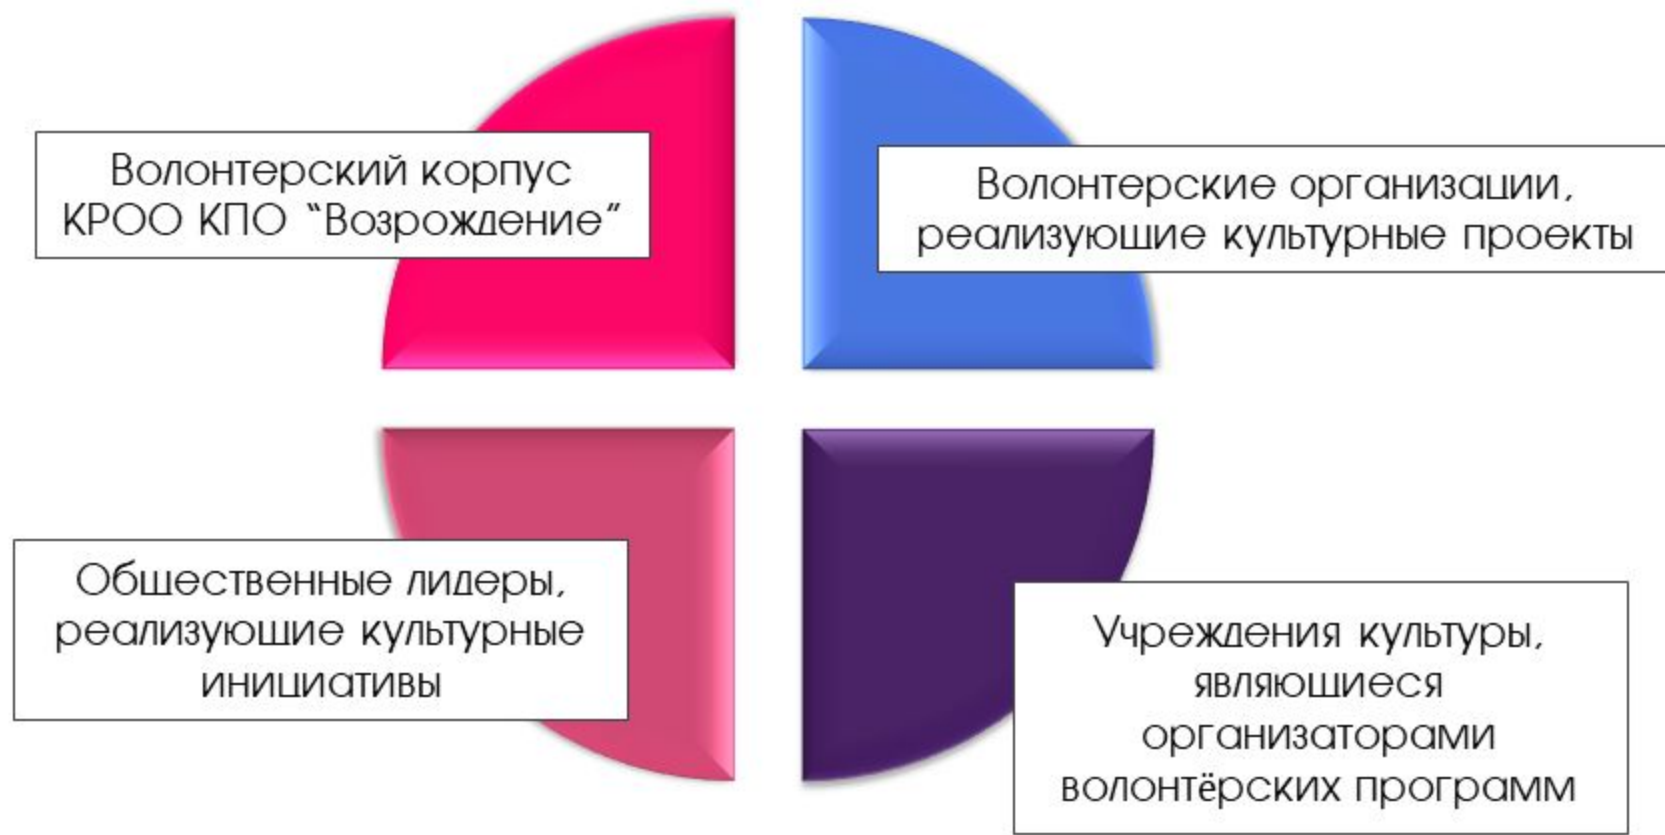 Волонтерский корпус
КРОО КПО “Возрождение”
Волонтерские организации,
реализующие культурные проекты
Общественные лидеры,
реализующие культурные
инициативы
Учреждения культуры,
являющиеся
организаторами
волонтёрских программ